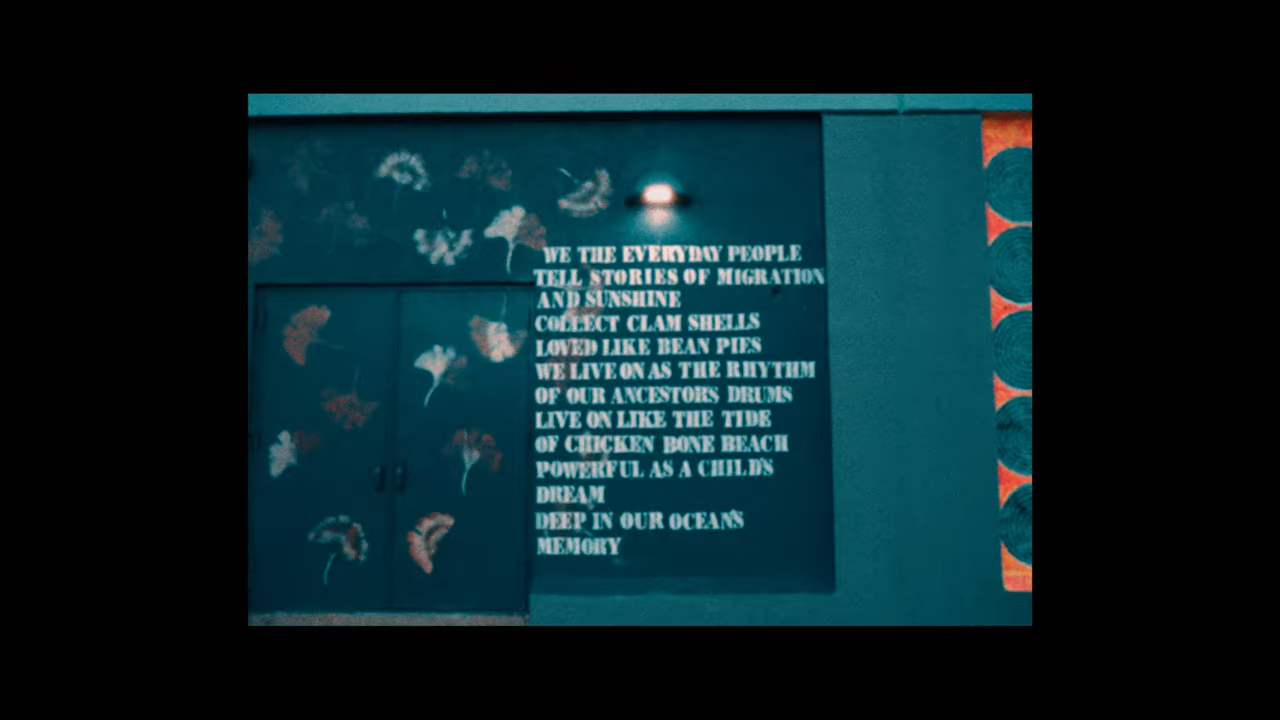 WE THE EVERYDAY PEOPLE
TELL STORIES OF MIGRATION
AND SUNSHINE
COLLECT CLAM SHELLS
LOVED LIKE BEAN PIES
WE LIVE ON AS THE RHYTHM
OF OUR ANCESTORS DRUMS
LIVE ON LIKE THE TIDE
OF CHICKEN BONE BEACH
POWERFUL AS A CHILD'S
DREAM
DEEP IN OUR OCEAN'S
MEMORY